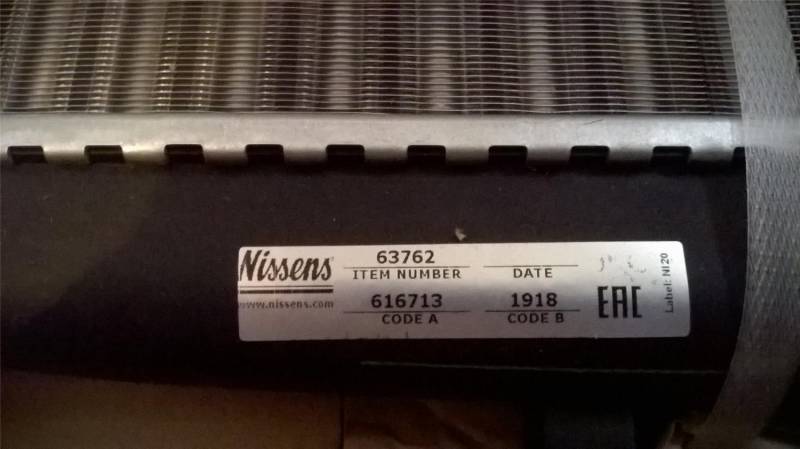 Nissens
www.nissens.com
63762
ITEM NUMBER
DATE
616713
CODE A
1918
CODE B
EAC
Label: NI20